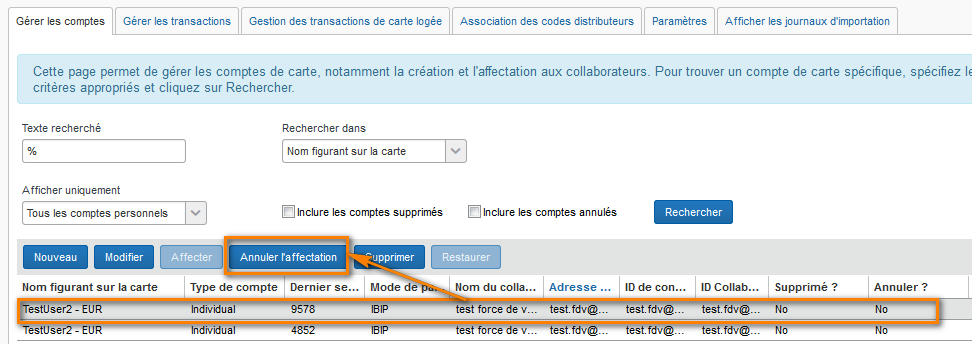 Gérer les comptes Gérer les transactions Gestion des transactions de carte logée Association des codes distributeurs Paramètres Afficher les journaux d'importation
Cette page permet de gérer les comptes de carte, notamment la création et l'affectation aux collaborateurs. Pour trouver un compte de carte spécifique, spécifiez le
critères appropriés et cliquez sur Rechercher.
Texte recherché Rechercher dans
% Nom figurant sur la carte
Afficher uniquement
Tous les comptes personnels Inclure les comptes supprimés Inclure les comptes annulés Rechercher
Nouveau Modifier Affecter Annuler l'affectation Supprimer Restaurer
Nom figurant sur la carte Type de compte Dernier se... Mode de pa... Nom du colla... Adresse ... ID de con... ID Collab... Supprimé ? Annuler ?
TestUser2 - EUR Individual 9578 IBIP test force de v... test.fdv@... test.fdv@... test.fdv@... No No
TestUser2 - EUR Individual 4852 IBIP test force de v... test.fdv@... test.fdv@... test.fdv@... No No